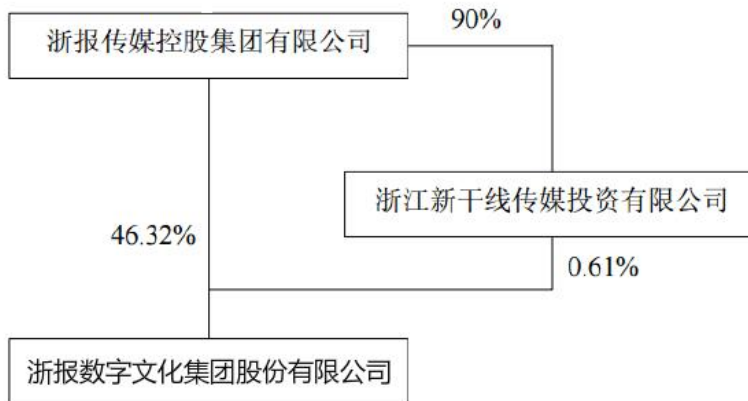 浙报传媒控股集团有限公司
90%
浙江新干线传媒投资有限公司
46.32%
0.61%
浙报数字文化集团股份有限公司